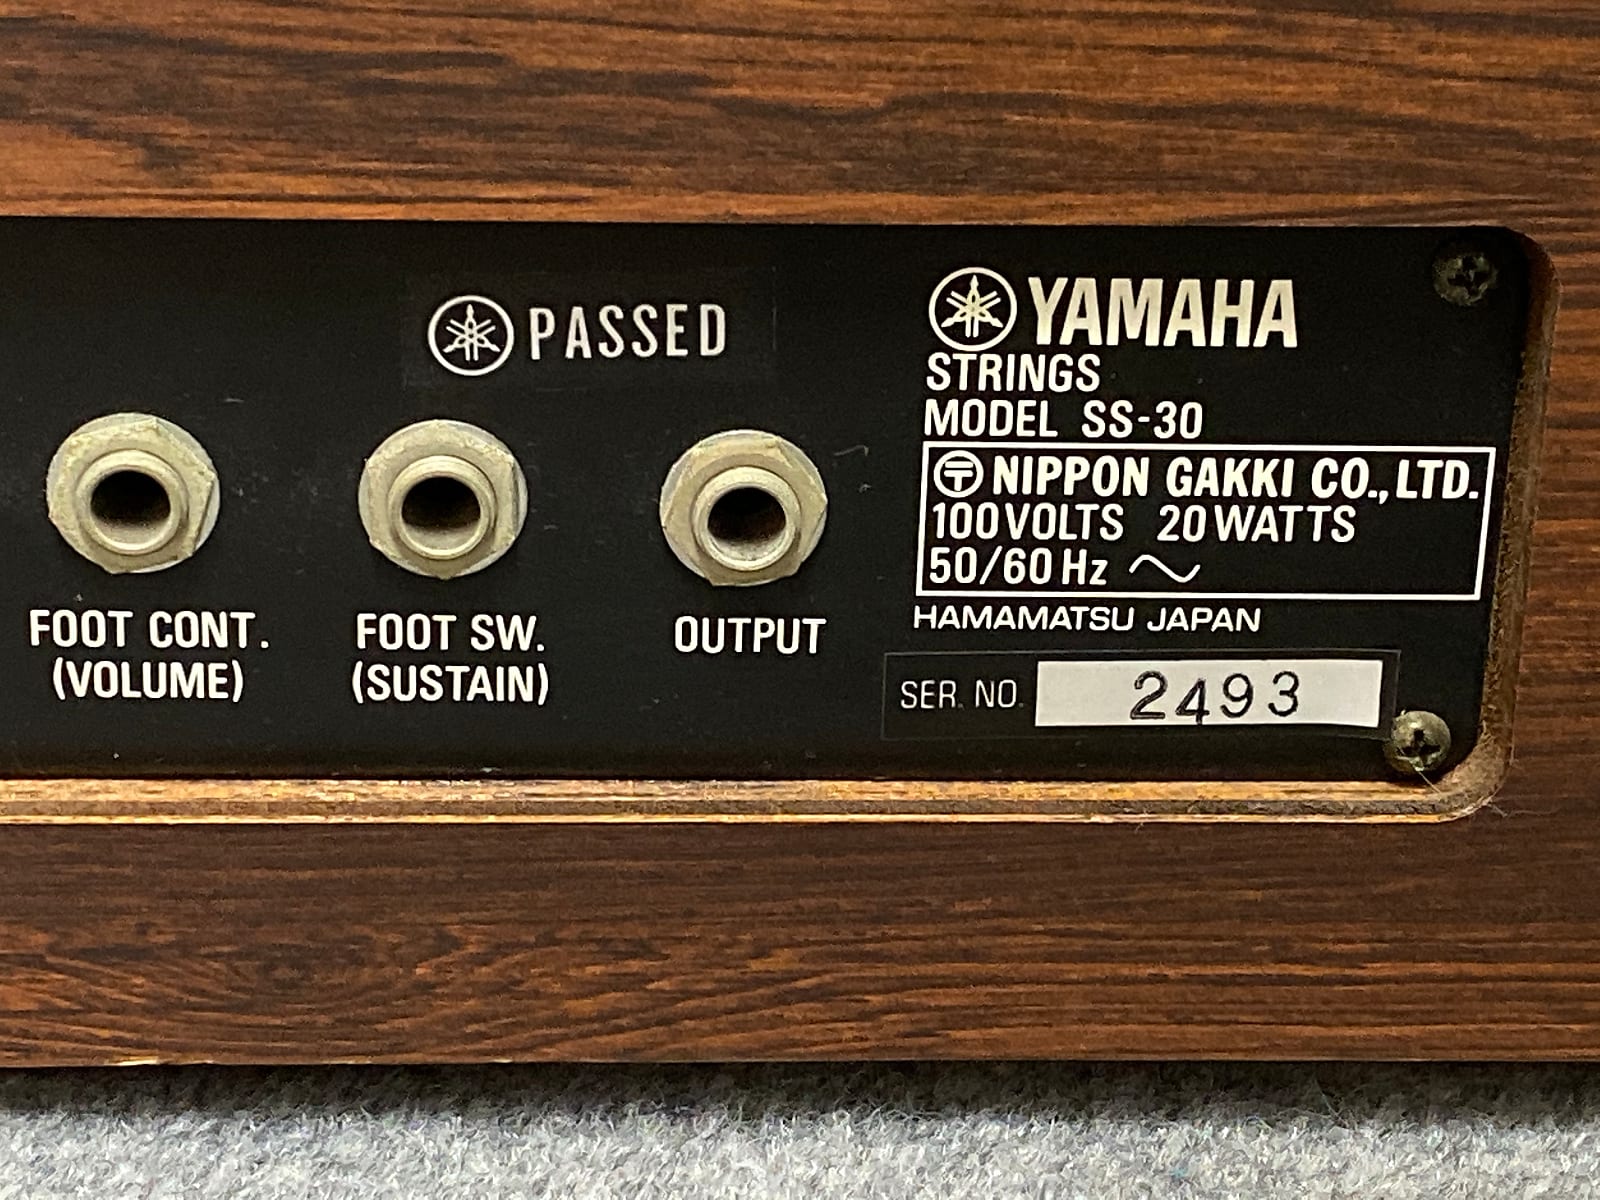 PASSED
FOOT CONT.
(VOLUME)
FOOT SW.
(SUSTAIN)
OUTPUT
YAMAHA
STRINGS
MODEL SS-30
〶 NIPPON GAKKI CO., LTD.
100 VOLTS 20 WATTS
50/60 Hz ~
HAMAMATSU JAPAN
SER. NO. 2493